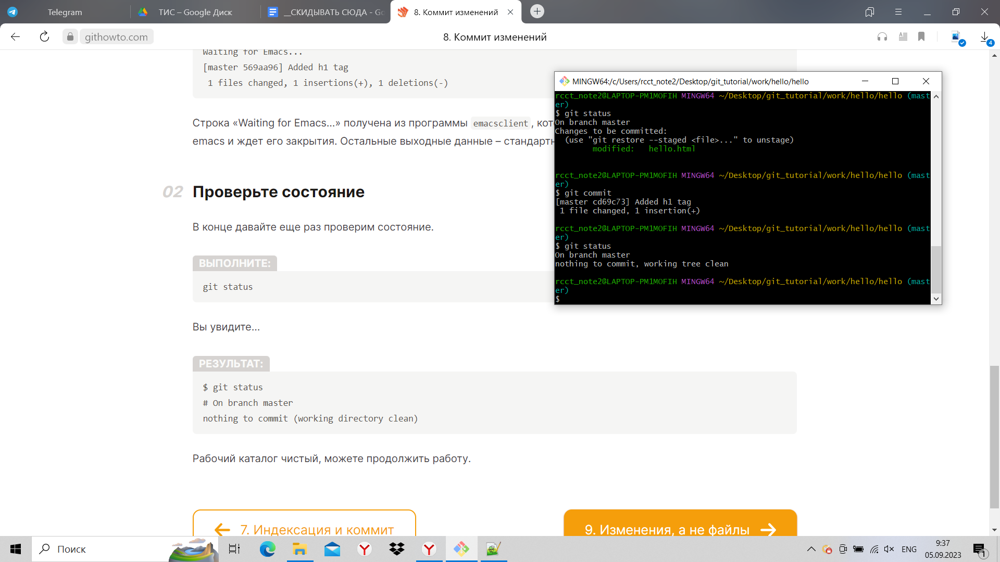 Telegram
ТИС – Google Диск
__СКИДЫВАТЬ СЮДА - Go
8. Коммит изменений
githowto.com
8. Коммит изменений
4
Waiting for Emacs...
[master 569aa96] Added h1 tag
1 files changed, 1 insertions(+), 1 deletions(-)
Строка «Waiting for Emacs...» получена из программы emacsclient, кото
emacs и ждет его закрытия. Остальные выходные данные – стандартн
02 Проверьте состояние
В конце давайте еще раз проверим состояние.
ВЫПОЛНИТЕ:
git status
Вы увидите...
РЕЗУЛЬТАТ:
$ git status
# On branch master
nothing to commit (working directory clean)
Рабочий каталог чистый, можете продолжить работу.
7. Индексация и коммит
9. Изменения, а не файлы
MINGW64:/c/Users/rcct_note2/Desktop/git_tutorial/work/hello/hello
rcct_note2@LAPTOP-PM1MOFIH MINGW64 ~/Desktop/git_tutorial/work/hello/hello (mast
er)
$ git status
On branch master
Changes to be committed:
(use "git restore --staged <file>..." to unstage)
modified: hello.html
rcct_note2@LAPTOP-PM1MOFIH MINGW64 ~/Desktop/git_tutorial/work/hello/hello (mast
er)
$ git commit
[master cd69c73] Added h1 tag
1 file changed, 1 insertion(+)
rcct_note2@LAPTOP-PM1MOFIH MINGW64 ~/Desktop/git_tutorial/work/hello/hello (mast
er)
$ git status
On branch master
nothing to commit, working tree clean
rcct_note2@LAPTOP-PM1MOFIH MINGW64 ~/Desktop/git_tutorial/work/hello/hello (mast
er)
$
Поиск
ENG
9:37
05.09.2023
1